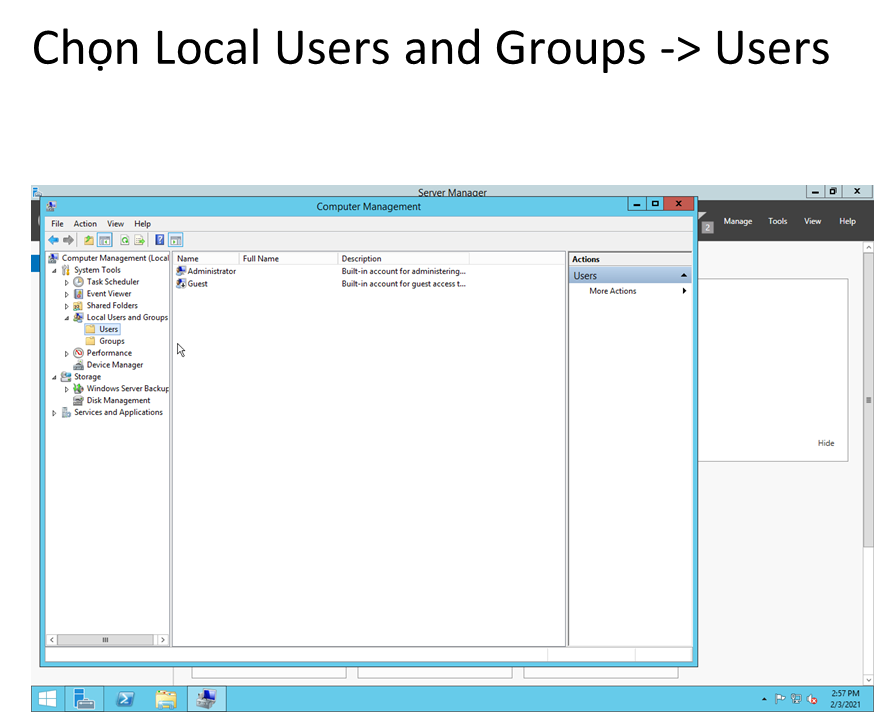 Chọn Local Users and Groups -> Users
Server Manager
Computer Management
File Action View Help
2 Manage Tools View Help
Computer Management (Local
System Tools
Task Scheduler
Event Viewer
Shared Folders
Local Users and Groups
Users
Groups
Performance
Device Manager
Storage
Windows Server Backup
Disk Management
Services and Applications
Name Full Name Description
Administrator Built-in account for administering...
Guest Built-in account for guest access t...
Actions
Users
More Actions
Hide
2:57 PM
2/3/2021